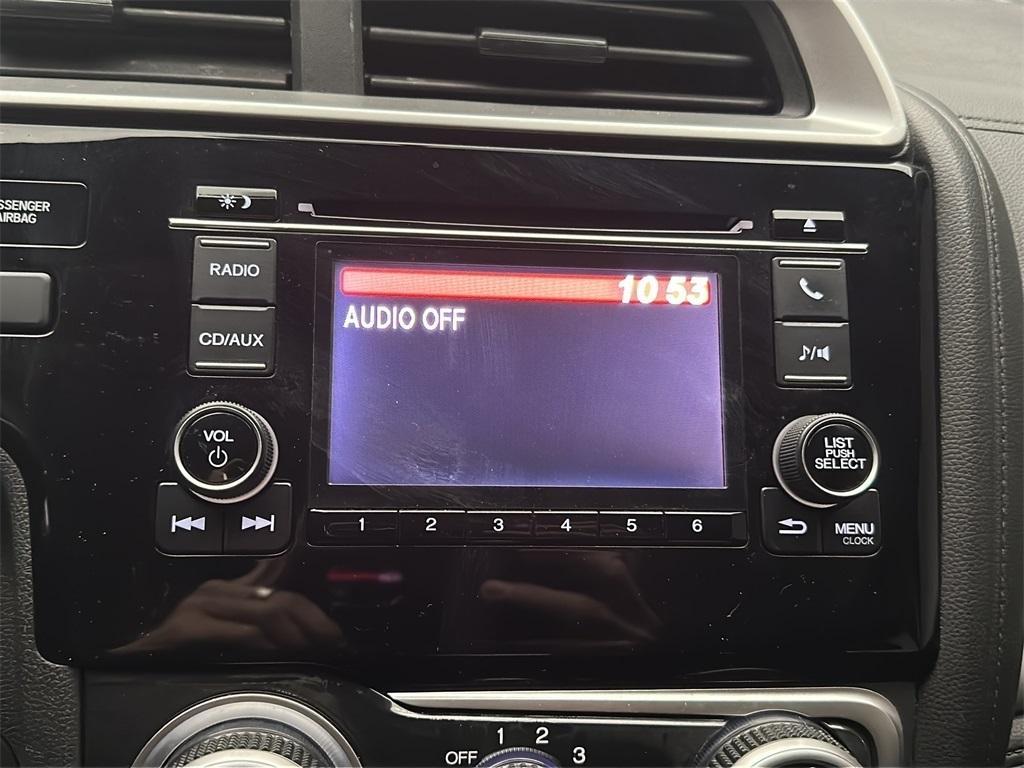 PASSENGER
AIRBAG
RADIO
CD/AUX
VOL
10 53
AUDIO OFF
LIST
PUSH
SELECT
1 2 3 4 5 6
MENU
CLOCK
OFF 1 2 3